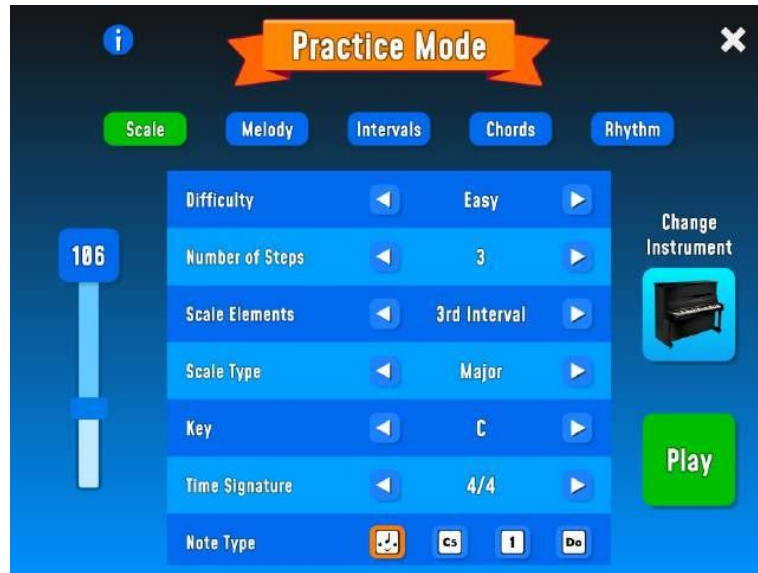 i
Practice Mode
Scale Melody Intervals Chords Rhythm
Difficulty Easy
Number of Steps 3
Scale Elements 3rd Interval
Scale Type Major
Key C
Time Signature 4/4
Note Type C5 1 Do
106
Change
Instrument
Play